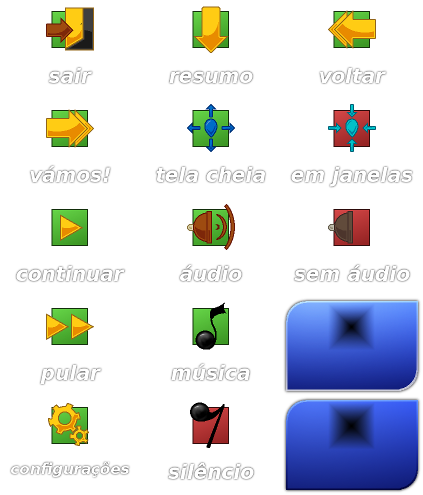 sair
resumo
voltar
vámos!
tela cheia
em janelas
continuar
áudio
sem áudio
pular
música
configurações
silêncio